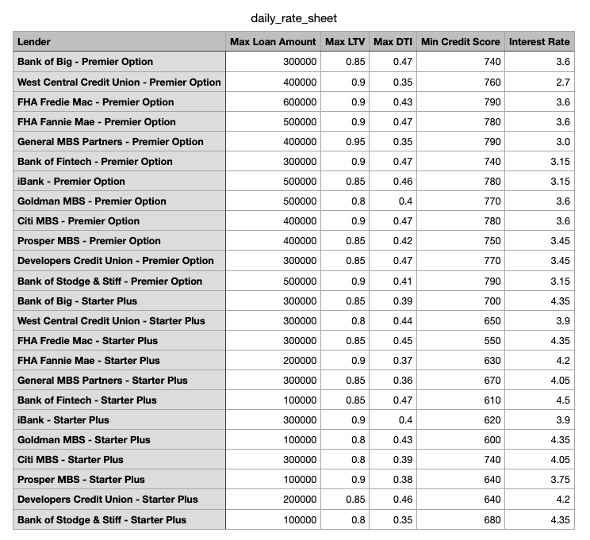 daily_rate_sheet
Lender Max Loan Amount Max LTV Max DTI Min Credit Score Interest Rate
Bank of Big - Premier Option 300000 0.85 0.47 740 3.6
West Central Credit Union - Premier Option 400000 0.9 0.35 760 2.7
FHA Fredie Mac - Premier Option 600000 0.9 0.43 790 3.6
FHA Fannie Mae - Premier Option 500000 0.9 0.47 780 3.6
General MBS Partners - Premier Option 400000 0.95 0.35 790 3.0
Bank of Fintech - Premier Option 300000 0.9 0.47 740 3.15
iBank - Premier Option 500000 0.85 0.46 780 3.15
Goldman MBS - Premier Option 500000 0.8 0.4 770 3.6
Citi MBS - Premier Option 400000 0.9 0.47 780 3.6
Prosper MBS - Premier Option 400000 0.85 0.42 750 3.45
Developers Credit Union - Premier Option 300000 0.85 0.47 770 3.45
Bank of Stodge & Stiff - Premier Option 500000 0.9 0.41 790 3.15
Bank of Big - Starter Plus 300000 0.85 0.39 700 4.35
West Central Credit Union - Starter Plus 300000 0.8 0.44 650 3.9
FHA Fredie Mac - Starter Plus 300000 0.85 0.45 550 4.35
FHA Fannie Mae - Starter Plus 200000 0.9 0.37 630 4.2
General MBS Partners - Starter Plus 300000 0.85 0.36 670 4.05
Bank of Fintech - Starter Plus 100000 0.85 0.47 610 4.5
iBank - Starter Plus 300000 0.9 0.4 620 3.9
Goldman MBS - Starter Plus 100000 0.8 0.43 600 4.35
Citi MBS - Starter Plus 300000 0.8 0.39 740 4.05
Prosper MBS - Starter Plus 100000 0.9 0.38 640 3.75
Developers Credit Union - Starter Plus 200000 0.85 0.46 640 4.2
Bank of Stodge & Stiff - Starter Plus 100000 0.8 0.35 680 4.35